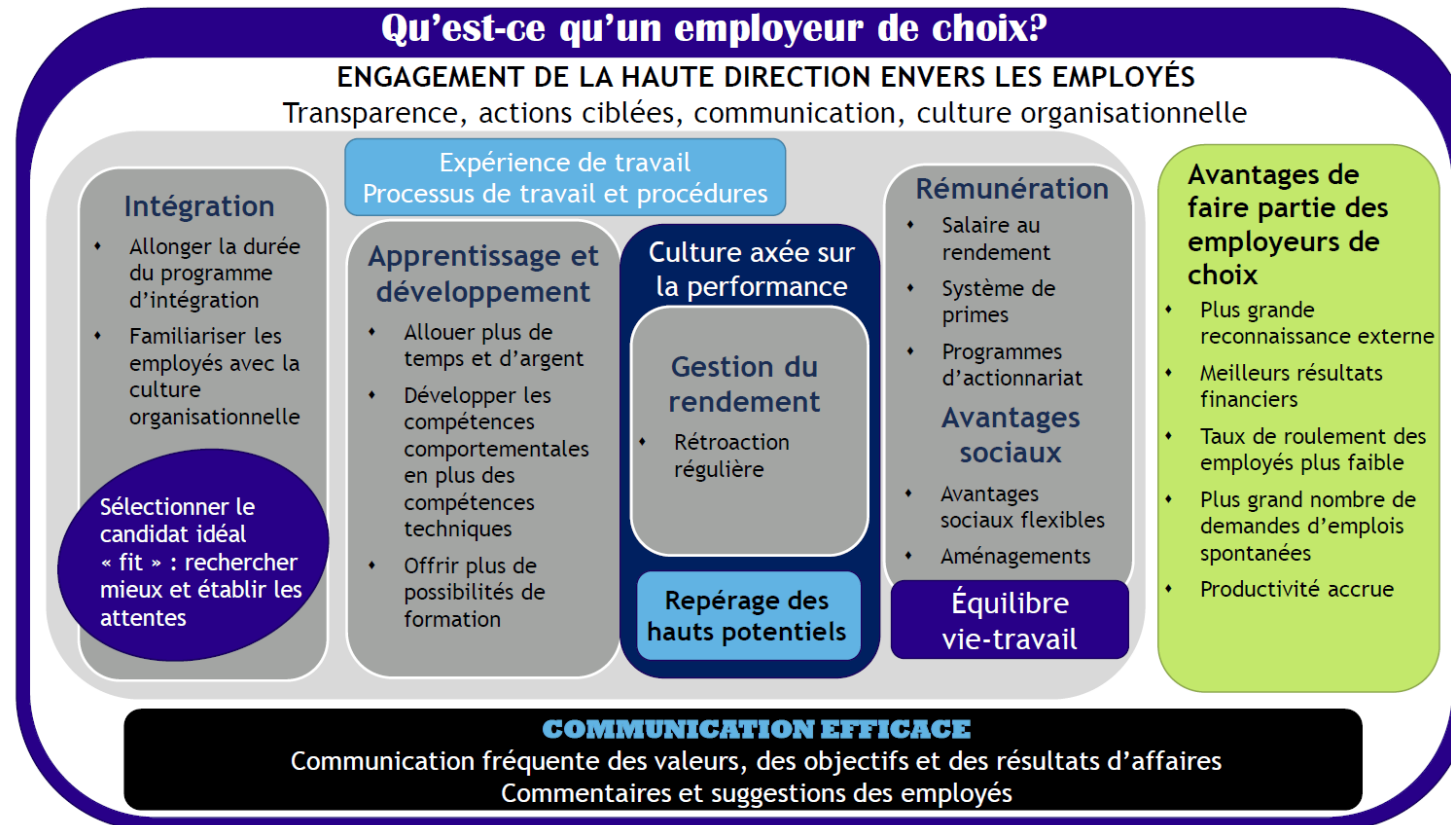 Qu’est-ce qu’un employeur de choix?
ENGAGEMENT DE LA HAUTE DIRECTION ENVERS LES EMPLOYÉS
Transparence, actions ciblées, communication, culture organisationnelle
Expérience de travail
Processus de travail et procédures
Intégration
⬧ Allonger la durée
du programme
d’intégration
⬧ Familiariser les
employés avec la
culture
organisationnelle
Sélectionner le
candidat idéal
« fit » : rechercher
mieux et établir les
attentes
Apprentissage et
développement
⬧ Allouer plus de
temps et d’argent
⬧ Développer les
compétences
comportementales
en plus des
compétences
techniques
⬧ Offrir plus de
possibilités de
formation
Culture axée sur
la performance
Gestion du
rendement
⬧ Rétroaction
régulière
Repérage des
hauts potentiels
Rémunération
⬧ Salaire au
rendement
⬧ Système de
primes
⬧ Programmes
d’actionnariat
Avantages
sociaux
⬧ Avantages
sociaux flexibles
⬧ Aménagements
Équilibre
vie-travail
Avantages de
faire partie des
employeurs de
choix
⬧ Plus grande
reconnaissance externe
⬧ Meilleurs résultats
financiers
⬧ Taux de roulement des
employés plus faible
⬧ Plus grand nombre de
demandes d’emplois
spontanées
⬧ Productivité accrue
COMMUNICATION EFFICACE
Communication fréquente des valeurs, des objectifs et des résultats d’affaires
Commentaires et suggestions des employés